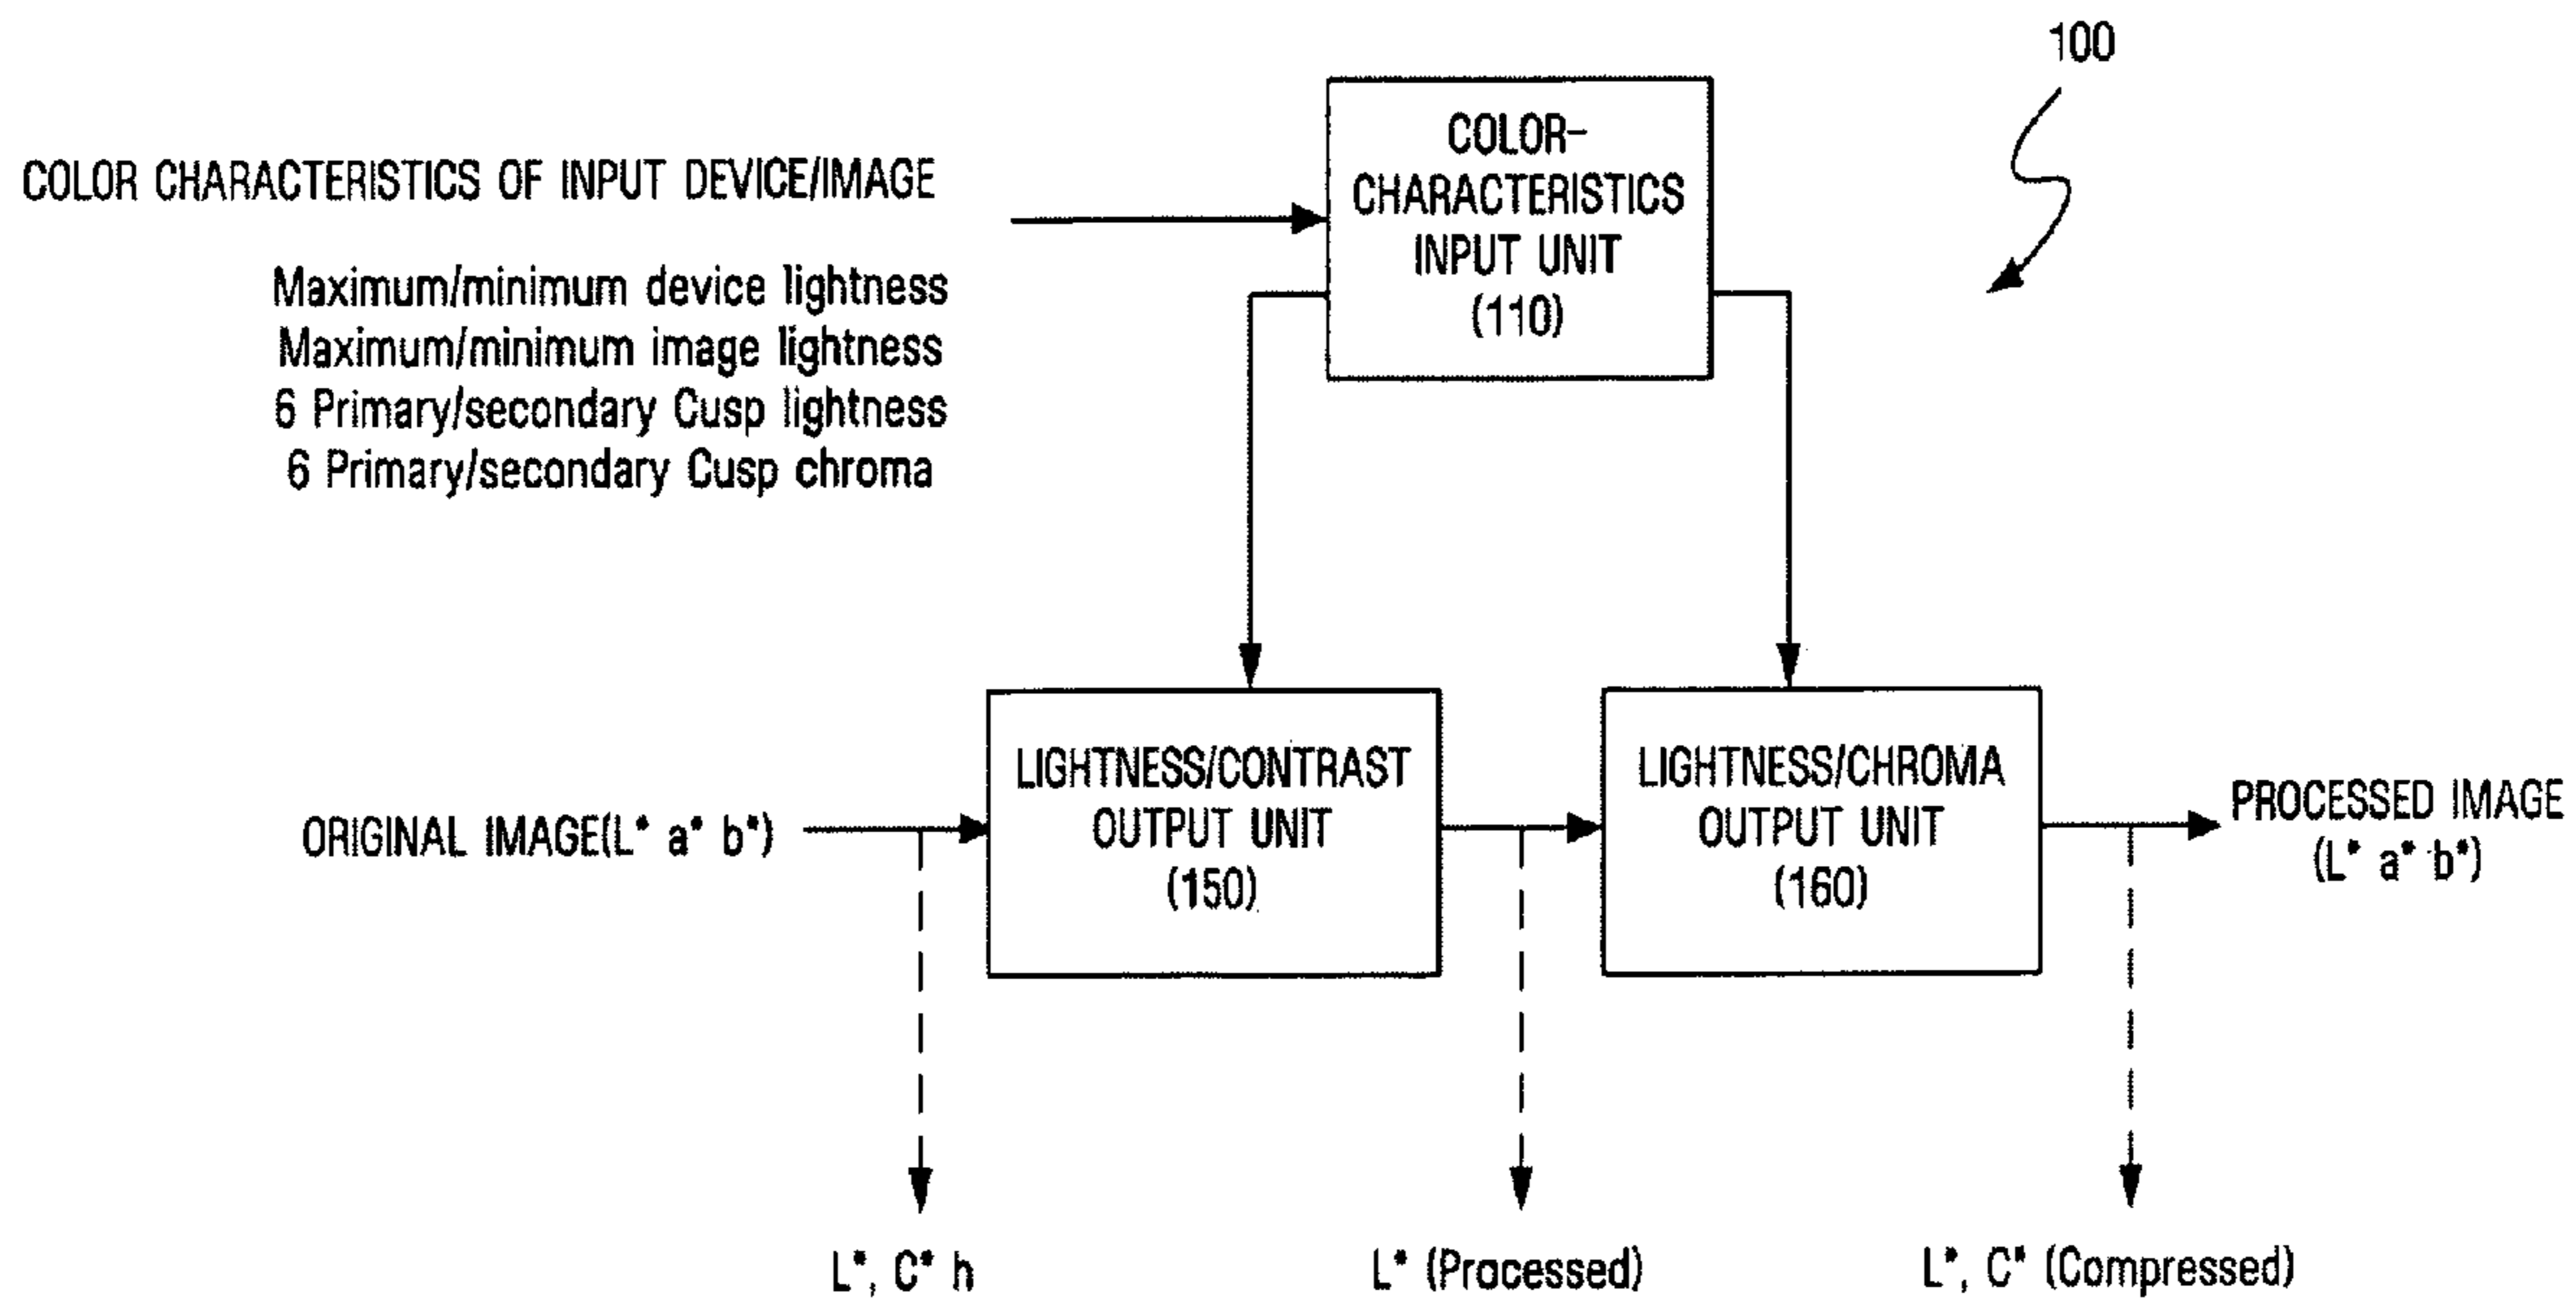 100
COLOR CHARACTERISTICS OF INPUT DEVICE/IMAGE
Maximum/minimum device lightness
Maximum/minimum image lightness
6 Primary/secondary Cusp lightness
6 Primary/secondary Cusp chroma
COLOR-
CHARACTERISTICS
INPUT UNIT
(110)
ORIGINAL IMAGE(L* a* b*)
LIGHTNESS/CONTRAST
OUTPUT UNIT
(150)
LIGHTNESS/CHROMA
OUTPUT UNIT
(160)
PROCESSED IMAGE
(L* a* b*)
L*, C* h
L* (Processed)
L*, C* (Compressed)